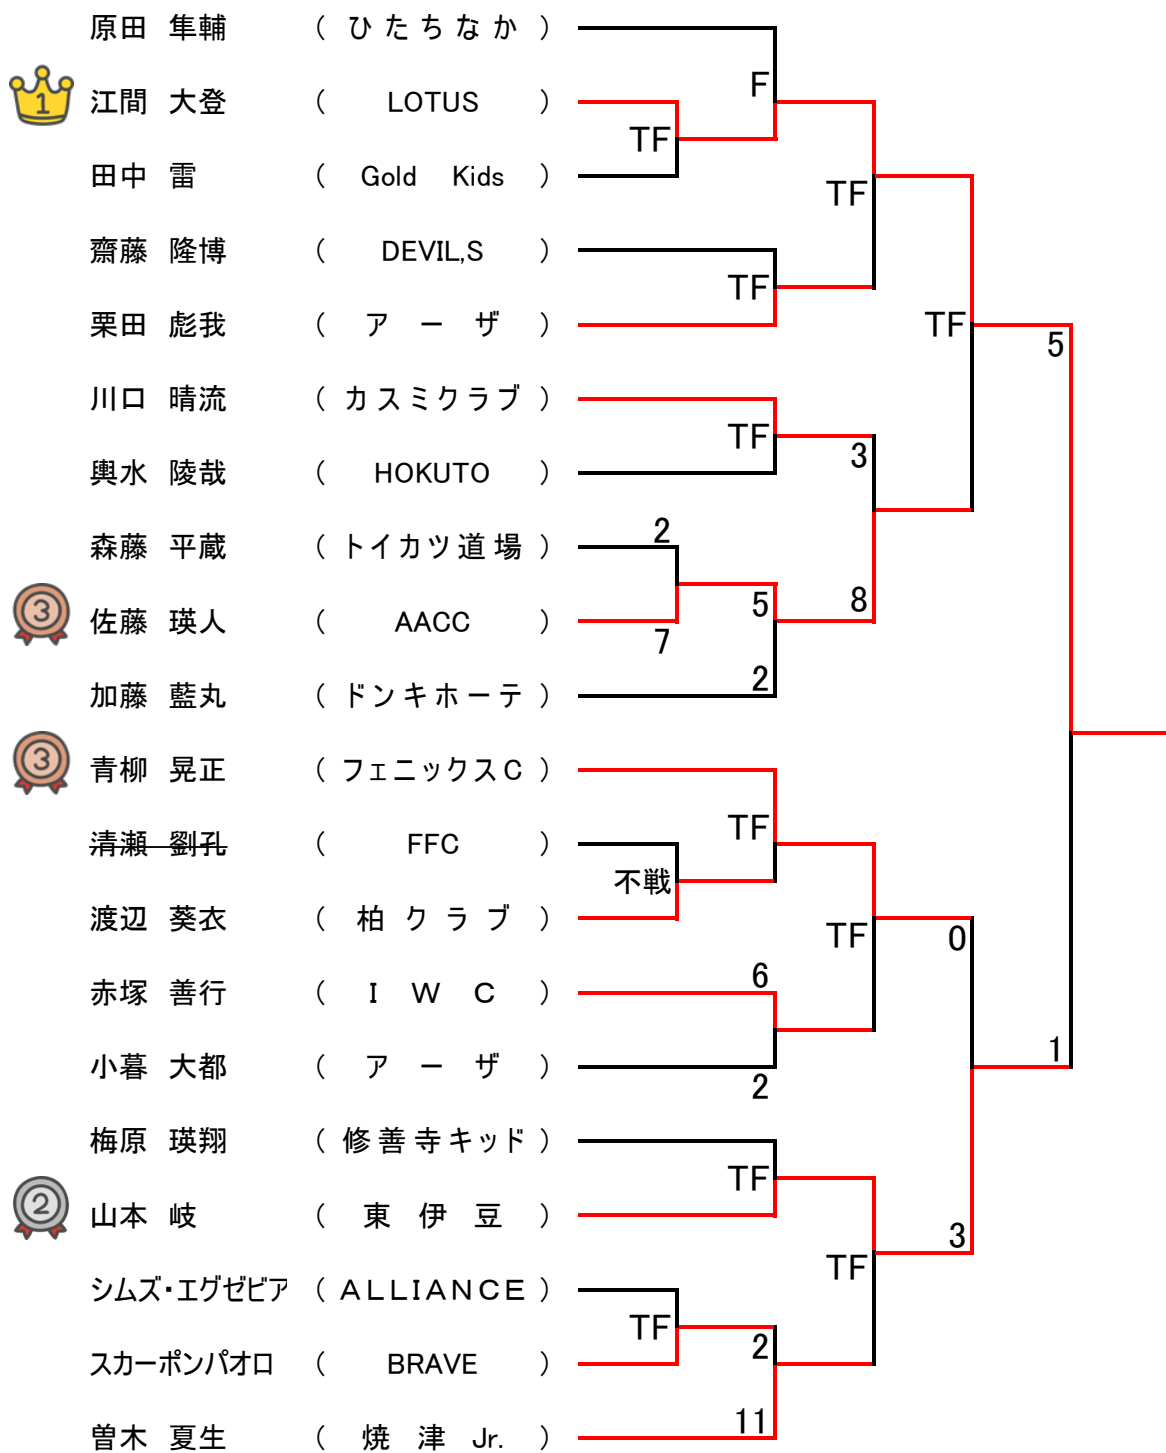 原田 隼輔 ( ひたちなか )
F
1 江間 大登 ( LOTUS )
TF
田中 雷 ( Gold Kids )
TF
齋藤 隆博 ( DEVIL,S )
TF
栗田 彪我 ( アーザ )
TF
5
川口 晴流 ( カスミクラブ )
TF
3
輿水 陵哉 ( HOKUTO )
森藤 平蔵 ( トイカツ道場 )
2
3 佐藤 瑛人 ( AACC )
7
5
8
加藤 藍丸 ( ドンキホーテ )
2
3 青柳 晃正 ( フェニックスC )
TF
清瀬 劉孔 ( FFC )
不戦
渡辺 葵衣 ( 柏クラブ )
TF
0
赤塚 善行 ( IWC )
6
小暮 大都 ( アーザ )
2
1
梅原 瑛翔 ( 修善寺キッド )
TF
2 山本 岐 ( 東伊豆 )
3
TF
シムズ・エグゼビア ( ALLIANCE )
TF
2
スカーポンパオロ ( BRAVE )
11
曽木 夏生 ( 焼津 Jr. )